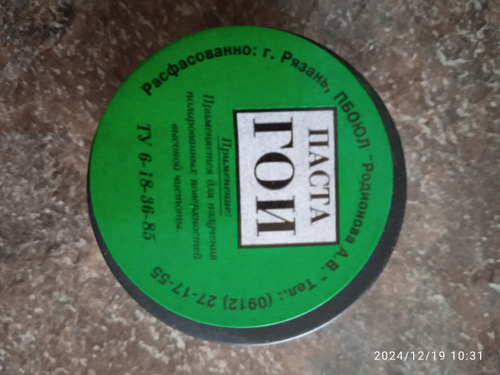 Расфасованно: г. Рязань, ПБОЮЛ "Родионова А.В." Тел.: (0912) 27-17-55
ПАСТА
ГОИ
Применение:
Применяется для получения
полированных поверхностей
высокой чистоты.
ТУ 6-18-36-85
2024/12/19 10:31